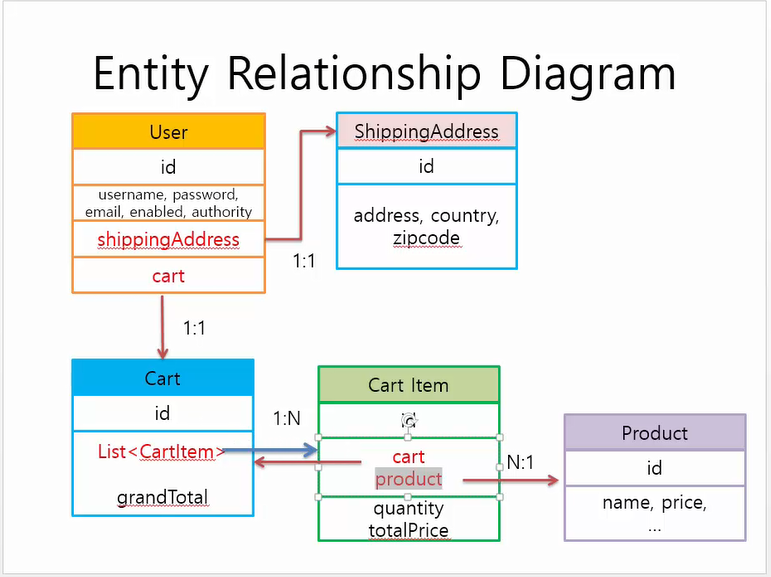 Entity Relationship Diagram
User
id
username, password,
email, enabled, authority
shippingAddress
cart
ShippingAddress
id
address, country,
zipcode
1:1
1:1
Cart
id
List<CartItem>
grandTotal
1:N
Cart Item
id
cart
product
quantity
totalPrice
N:1
Product
id
name, price,
...